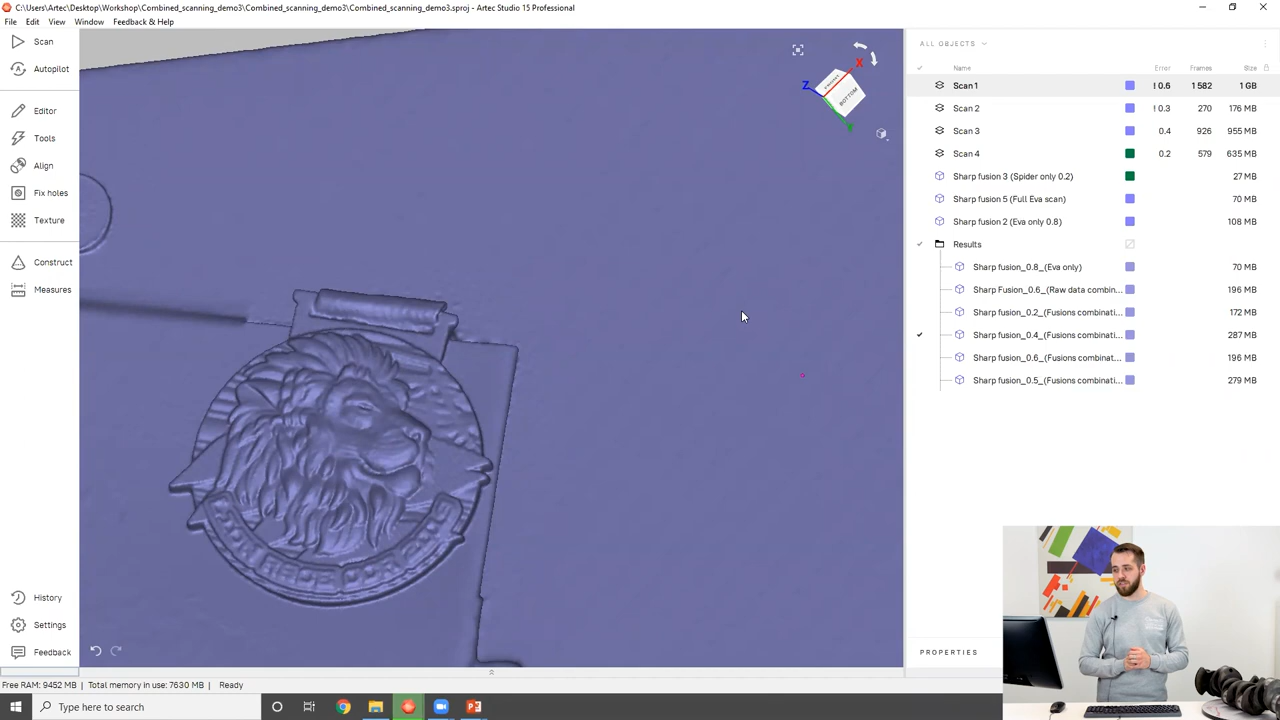 C:\Users\Artec\Desktop\Workshop\Combined_scanning_demo3\Combined_scanning_demo3\Combined_scanning_demo3.sproj - Artec Studio 15 Professional
File Edit View Window Feedback & Help
Scan
Autopilot
Editor
Tools
Align
Fix holes
Texture
Construct
Measures
History
Settings
Feedback
X
Z
BOTTOM
ALL OBJECTS
Name Error Frames Size
Scan 1 ! 0.6 1 582 1 GB
Scan 2 ! 0.3 270 176 MB
Scan 3 0.4 926 955 MB
Scan 4 0.2 579 635 MB
Sharp fusion 3 (Spider only 0.2) 27 MB
Sharp fusion 5 (Full Eva scan) 70 MB
Sharp fusion 2 (Eva only 0.8) 108 MB
Results
Sharp fusion_0.8_(Eva only) 70 MB
Sharp Fusion_0.6_(Raw data combin... 196 MB
Sharp fusion_0.2_(Fusions combinati... 172 MB
Sharp fusion_0.4_(Fusions combinati... 287 MB
Sharp fusion_0.6_(Fusions combinat... 196 MB
Sharp fusion_0.5_(Fusions combinati... 279 MB
PROPERTIES
Free RAM: 9452 MB | Total memory in use: 7630 MB | Ready
Type here to search